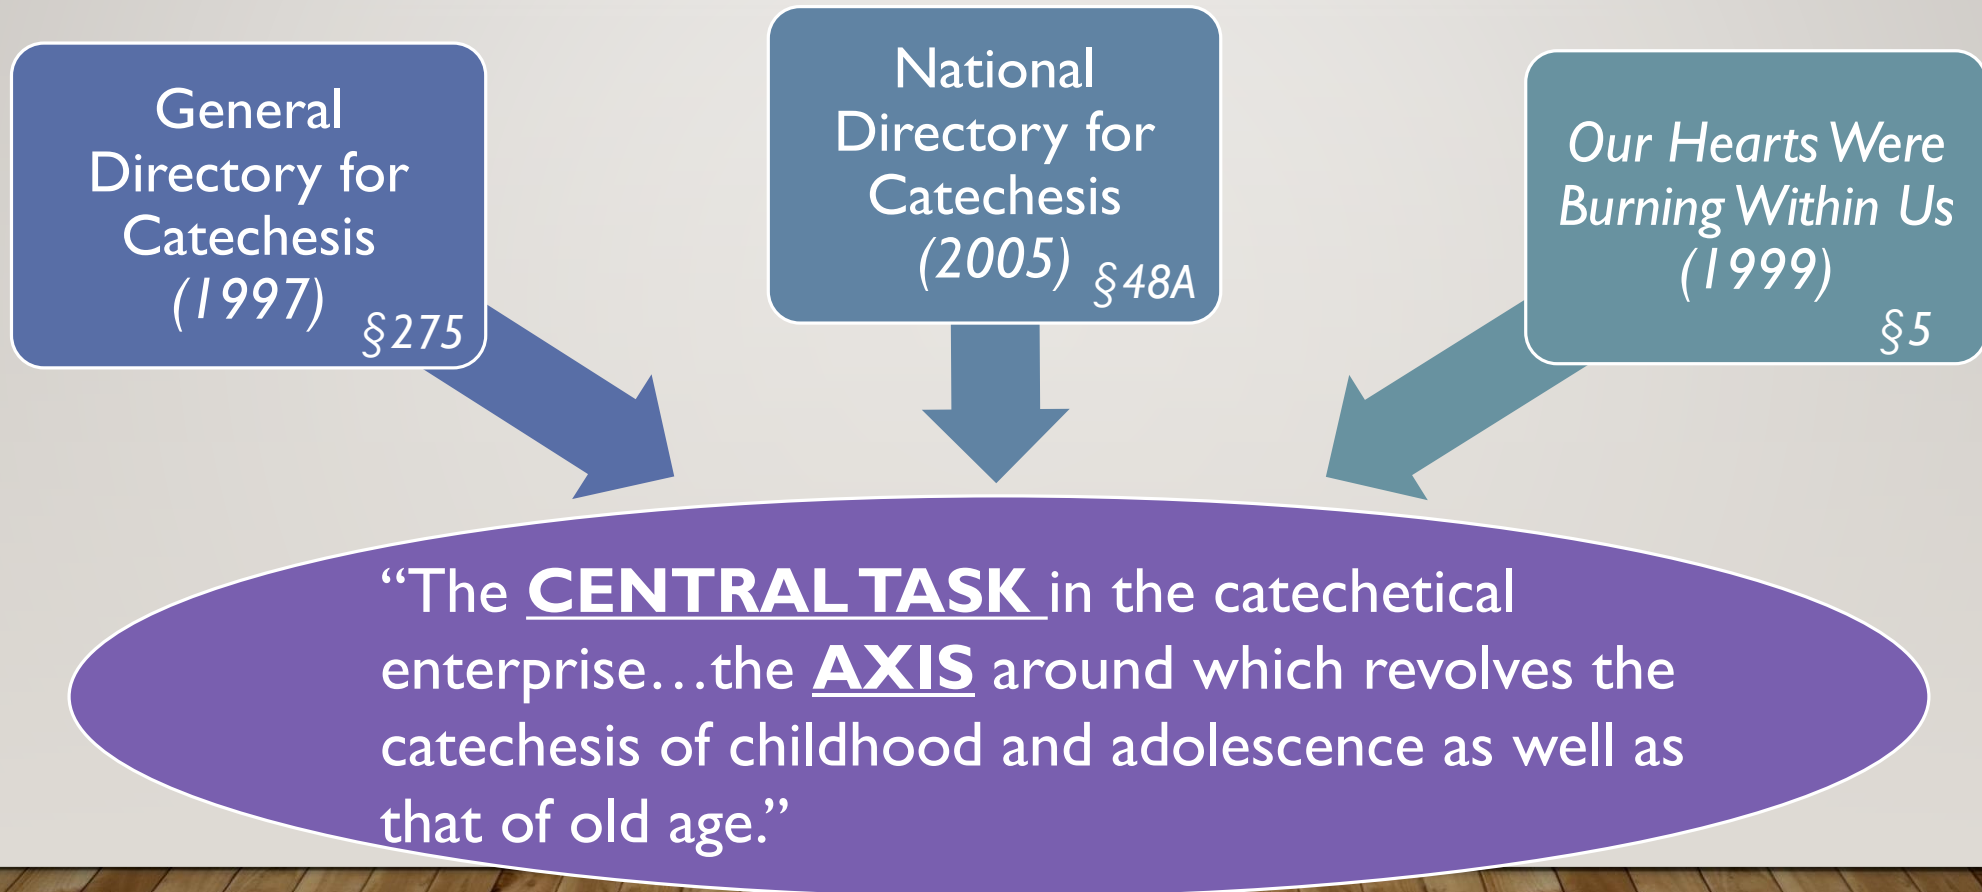 General
Directory for
Catechesis
(1997) §275
National
Directory for
Catechesis
(2005) §48A
Our Hearts Were
Burning Within Us
(1999)
§5
“The CENTRAL TASK in the catechetical
enterprise…the AXIS around which revolves the
catechesis of childhood and adolescence as well as
that of old age.”